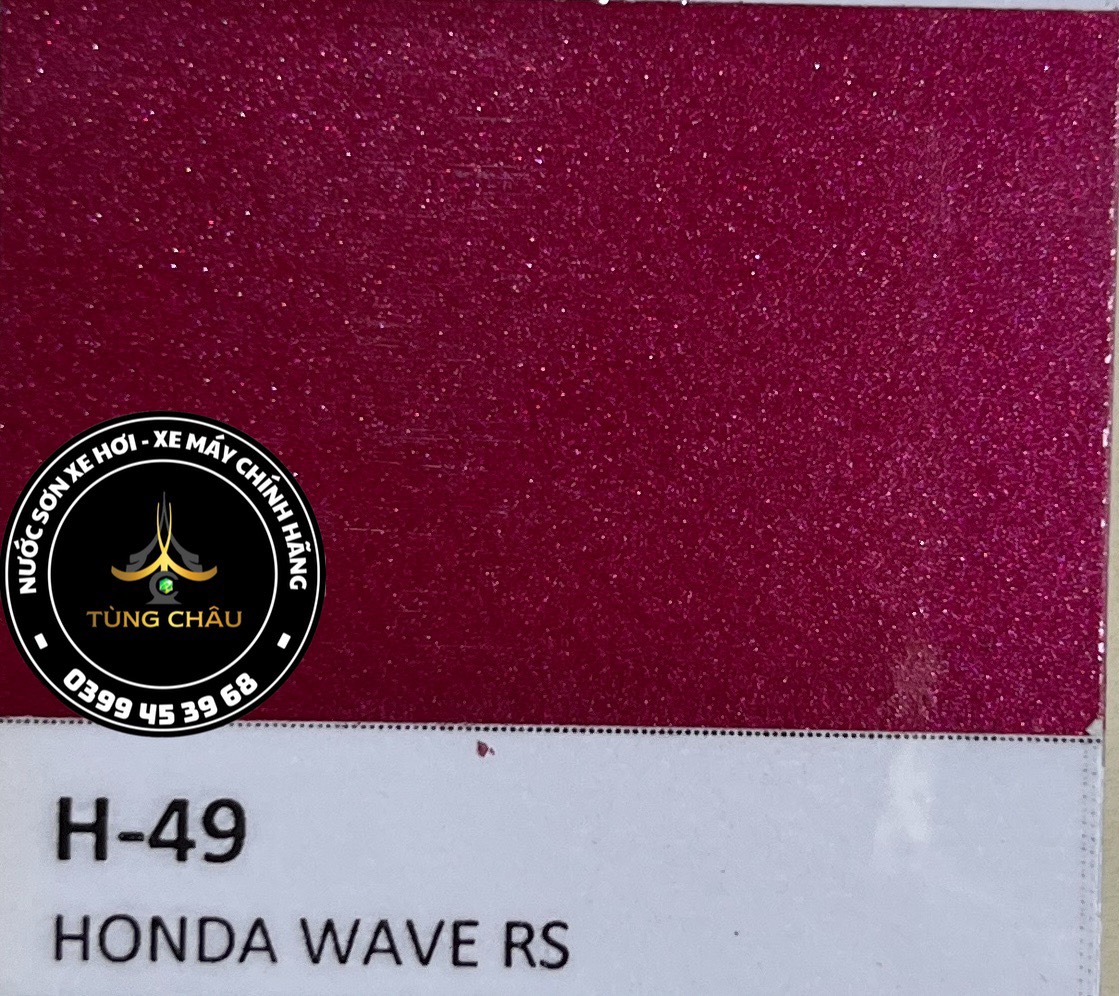 NƯỚC SƠN XE HƠI - XE MÁY CHÍNH HÃNG
TÙNG CHÂU
0399 45 39 68
H-49
HONDA WAVE RS